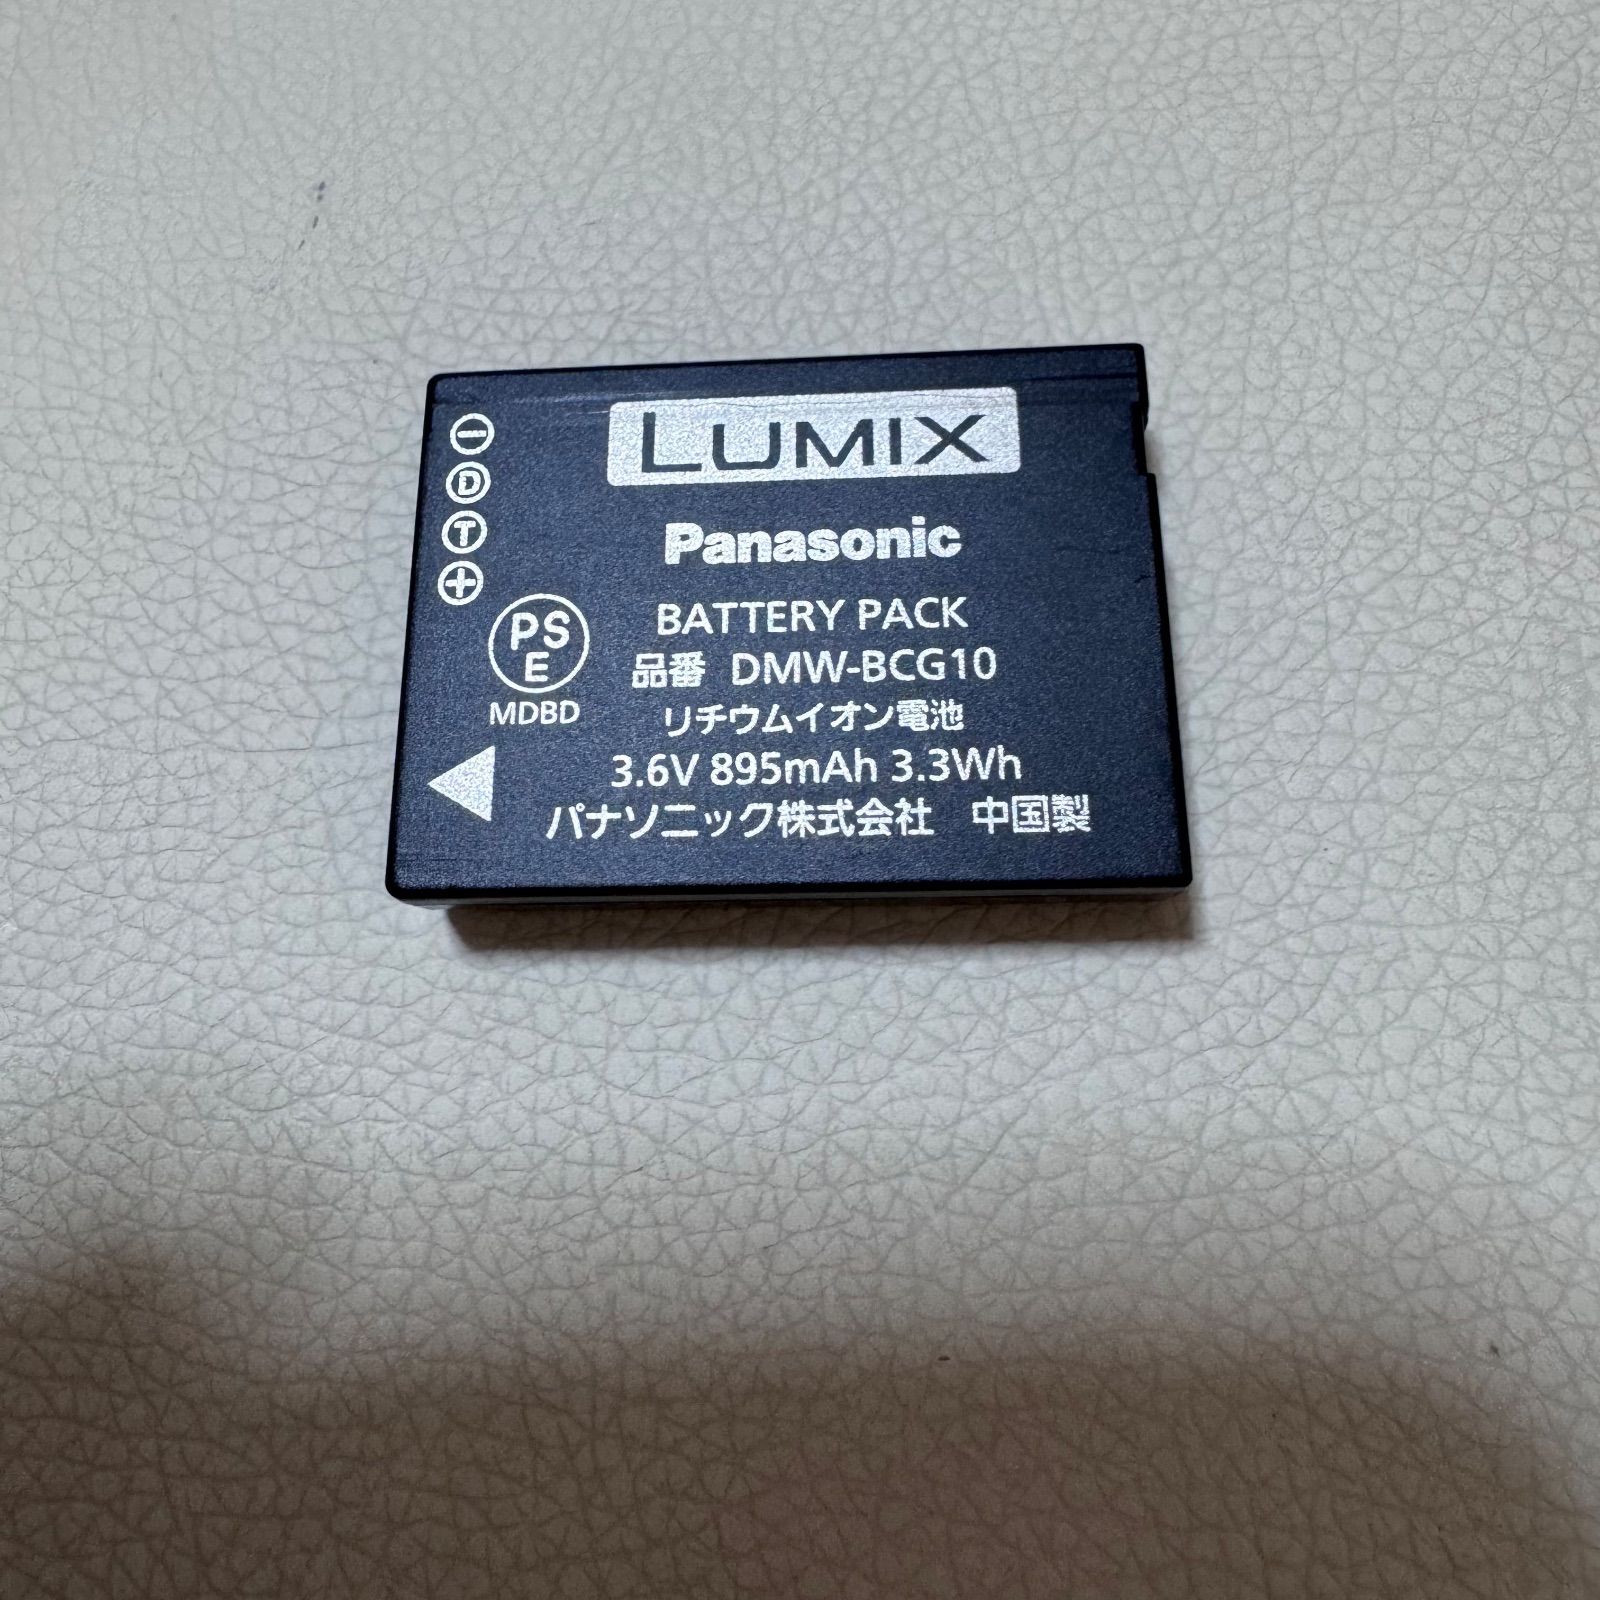 LUMIX
Panasonic
BATTERY PACK
品番 DMW-BCG10
リチウムイオン電池
3.6V 895mAh 3.3Wh
パナソニック株式会社 中国製
−
D
T
+
PS
E
MDBD